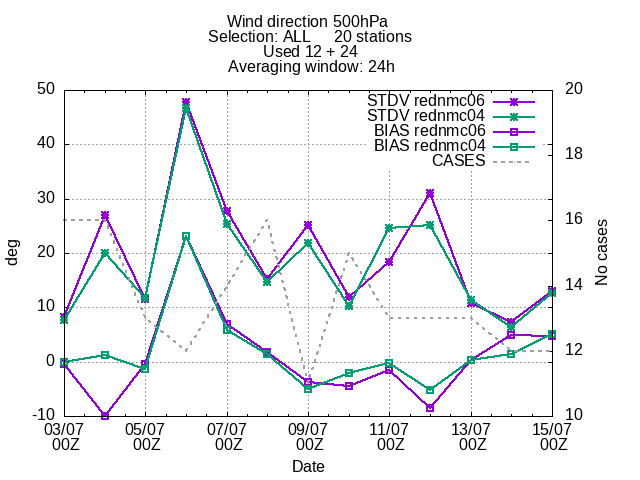 Wind direction 500hPa
Selection: ALL 20 stations
Used 12 + 24
Averaging window: 24h
STDV rednmc06
STDV rednmc04
BIAS rednmc06
BIAS rednmc04
CASES
50
40
30
20
10
0
-10
deg
20
18
16
14
12
10
No cases
03/07 05/07 07/07 09/07 11/07 13/07 15/07
00Z 00Z 00Z 00Z 00Z 00Z 00Z
Date